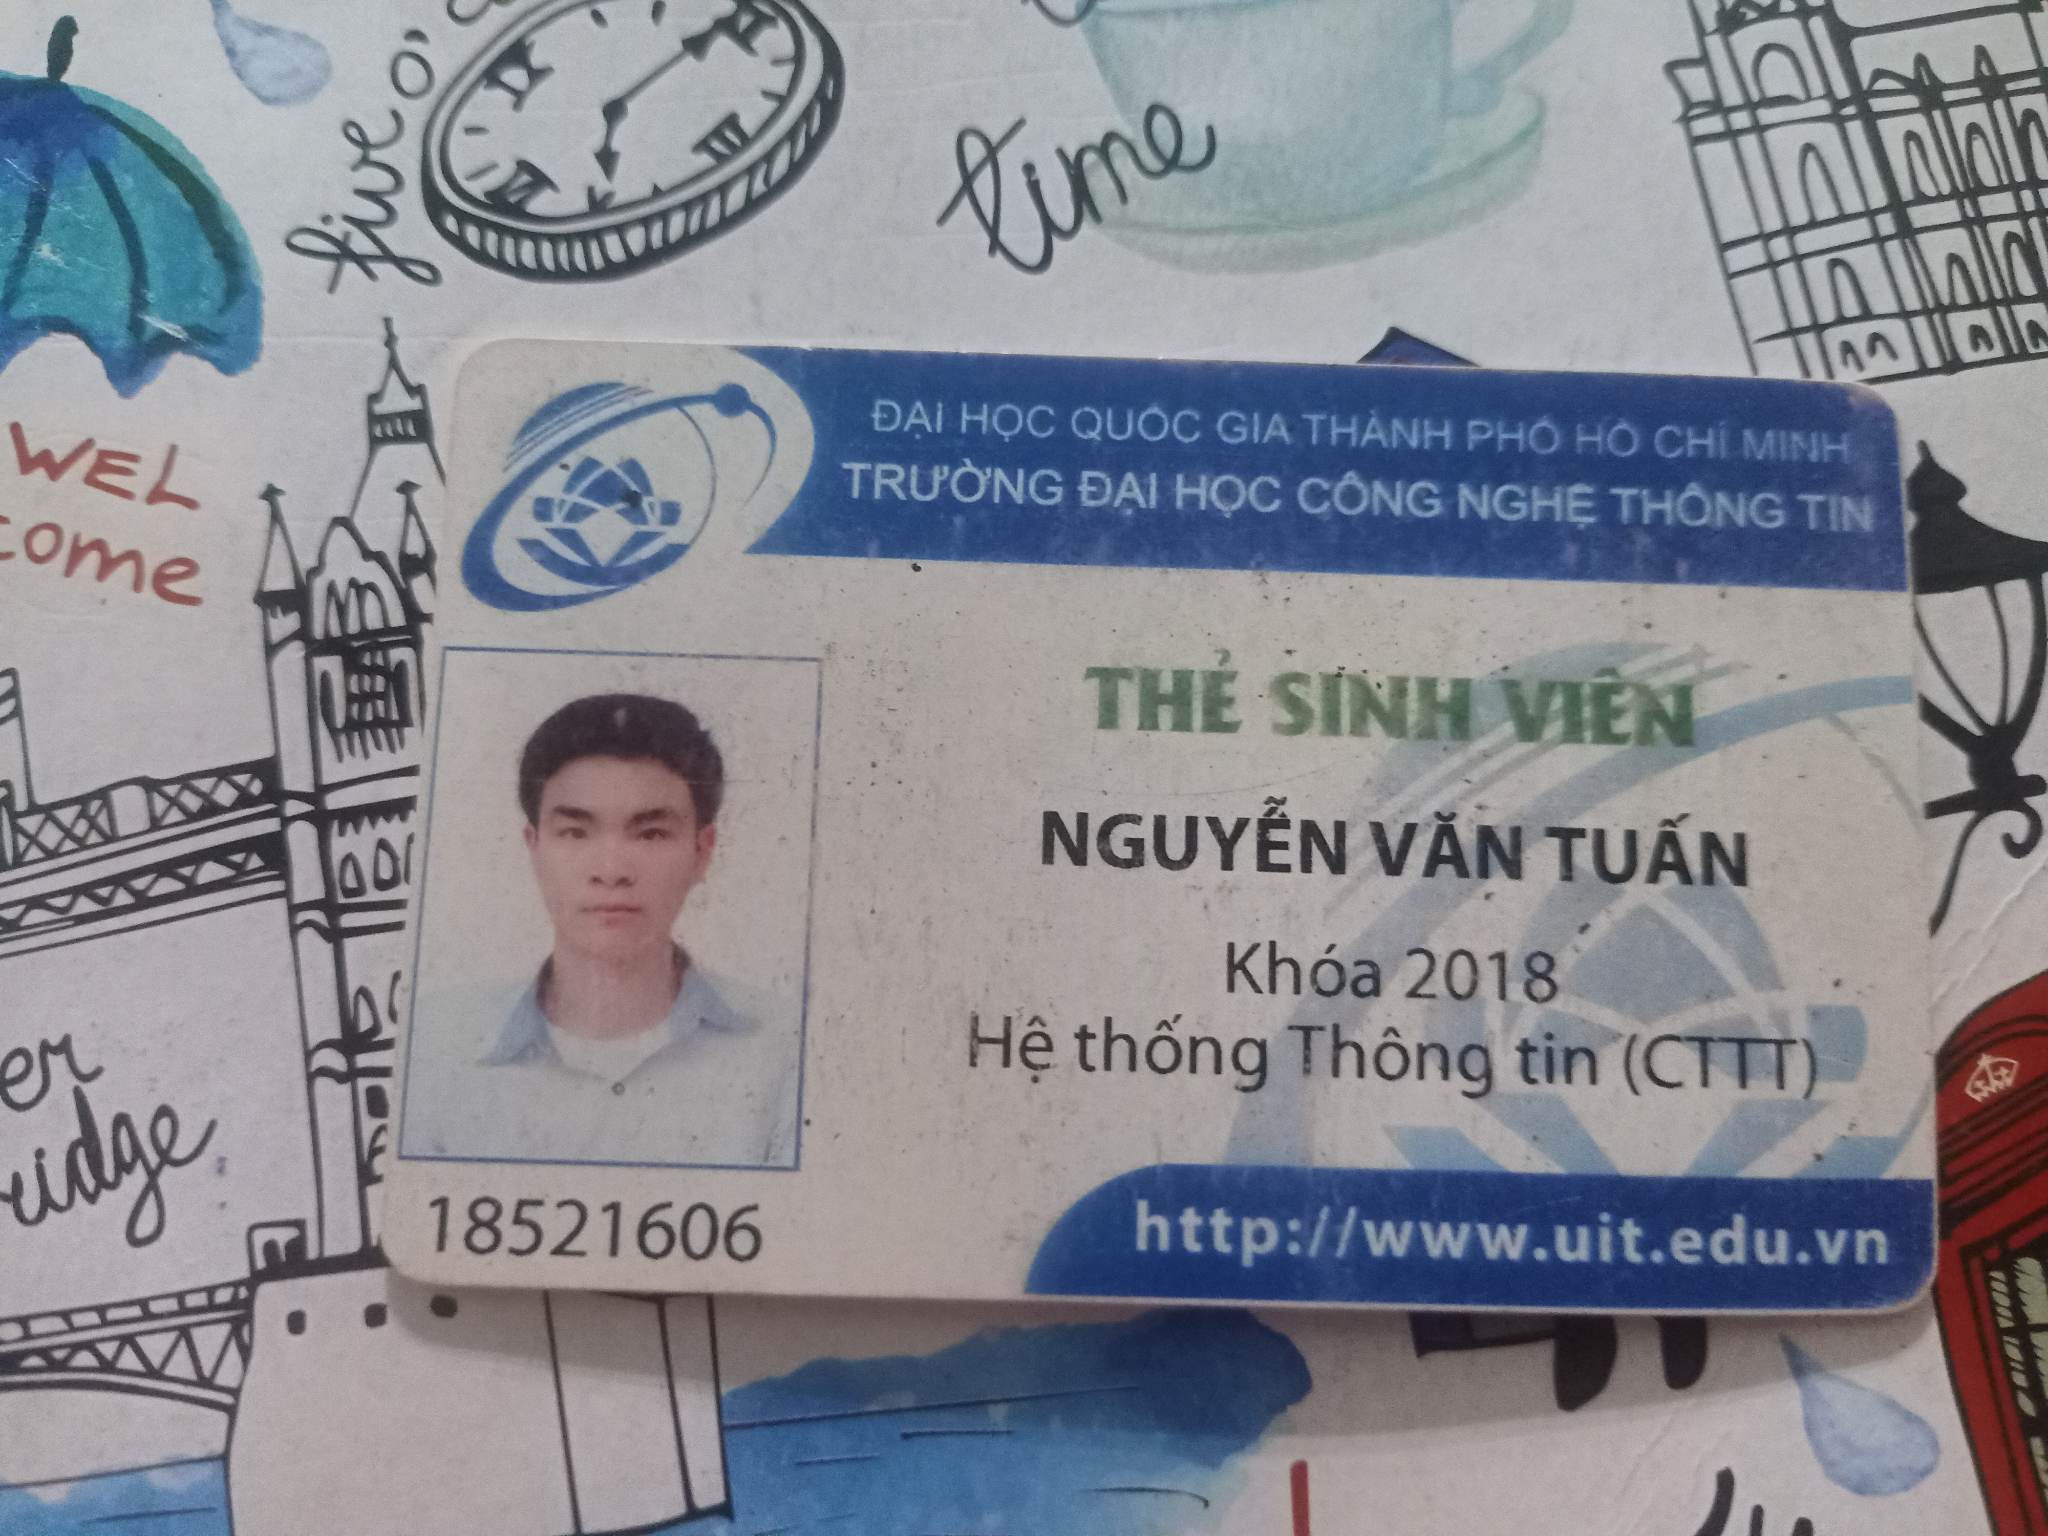 ĐẠI HỌC QUỐC GIA THÀNH PHỐ HỒ CHÍ MINH
TRƯỜNG ĐẠI HỌC CÔNG NGHỆ THÔNG TIN
THẺ SINH VIÊN
NGUYỄN VĂN TUẤN
Khóa 2018
Hệ thống Thông tin (CTTT)
18521606
http://www.uit.edu.vn
time
WEL
come